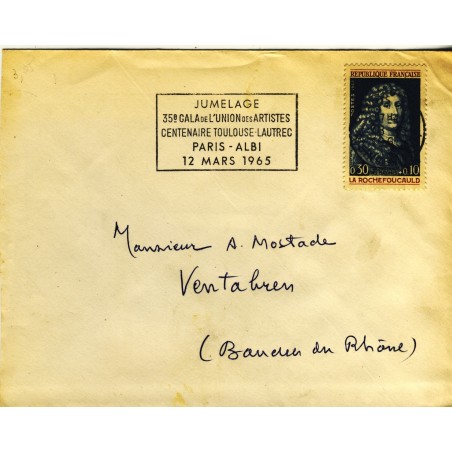 JUMELAGE
35e GALA DE L'UNION DES ARTISTES
CENTENAIRE TOULOUSE-LAUTREC
PARIS - ALBI
12 MARS 1965
REPUBLIQUE FRANÇAISE
0,30 +0,10
LA ROCHEFOUCAULD
Monsieur A. Mostade
Ventabren
(Bouches du Rhône)